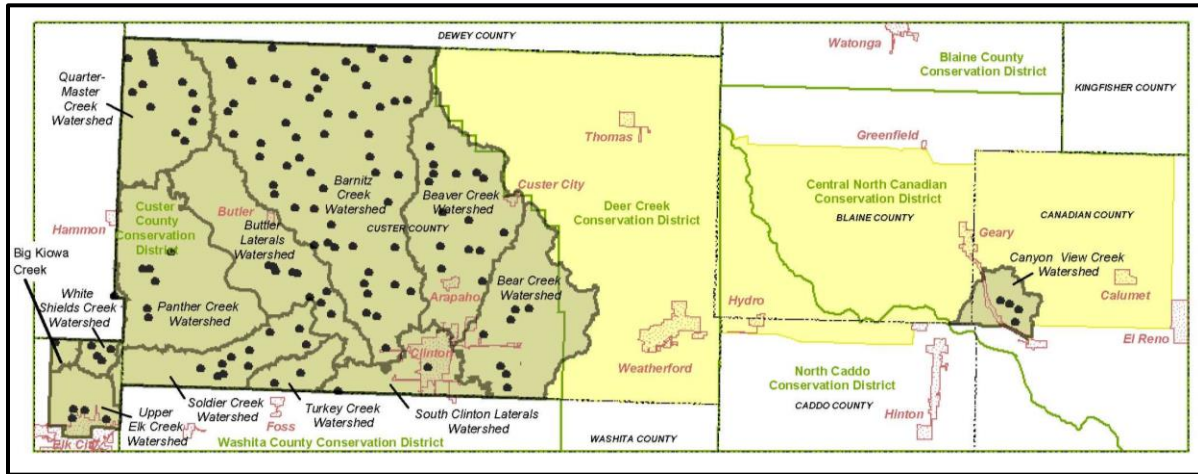 DEWEY COUNTY
Watonga
Blaine County
Conservation District
KINGFISHER COUNTY
Quarter-
Master
Creek
Watershed
Thomas
Greenfield
Barnitz
Creek
Watershed
Beaver Creek
Watershed
Custer City
Central North Canadian
Conservation District
BLAINE COUNTY
CANADIAN COUNTY
Custer
County
Conservation
District
Butler
Buttler
Laterals
Watershed
CUSTER COUNTY
Deer Creek
Conservation District
Hammon
Geary
Big Kiowa
Creek
White
Shields Creek
Watershed
Panther Creek
Watershed
Arapaho
Bear Creek
Watershed
Canyon View Creek
Watershed
Calumet
Hydro
Clinton
Weatherford
El Reno
North Caddo
Conservation District
CADDO COUNTY
Hinton
Upper
Elk Creek
Watershed
Elk City
Soldier Creek
Watershed
Foss
Turkey Creek
Watershed
South Clinton Laterals
Watershed
Washita County Conservation District
WASHITA COUNTY